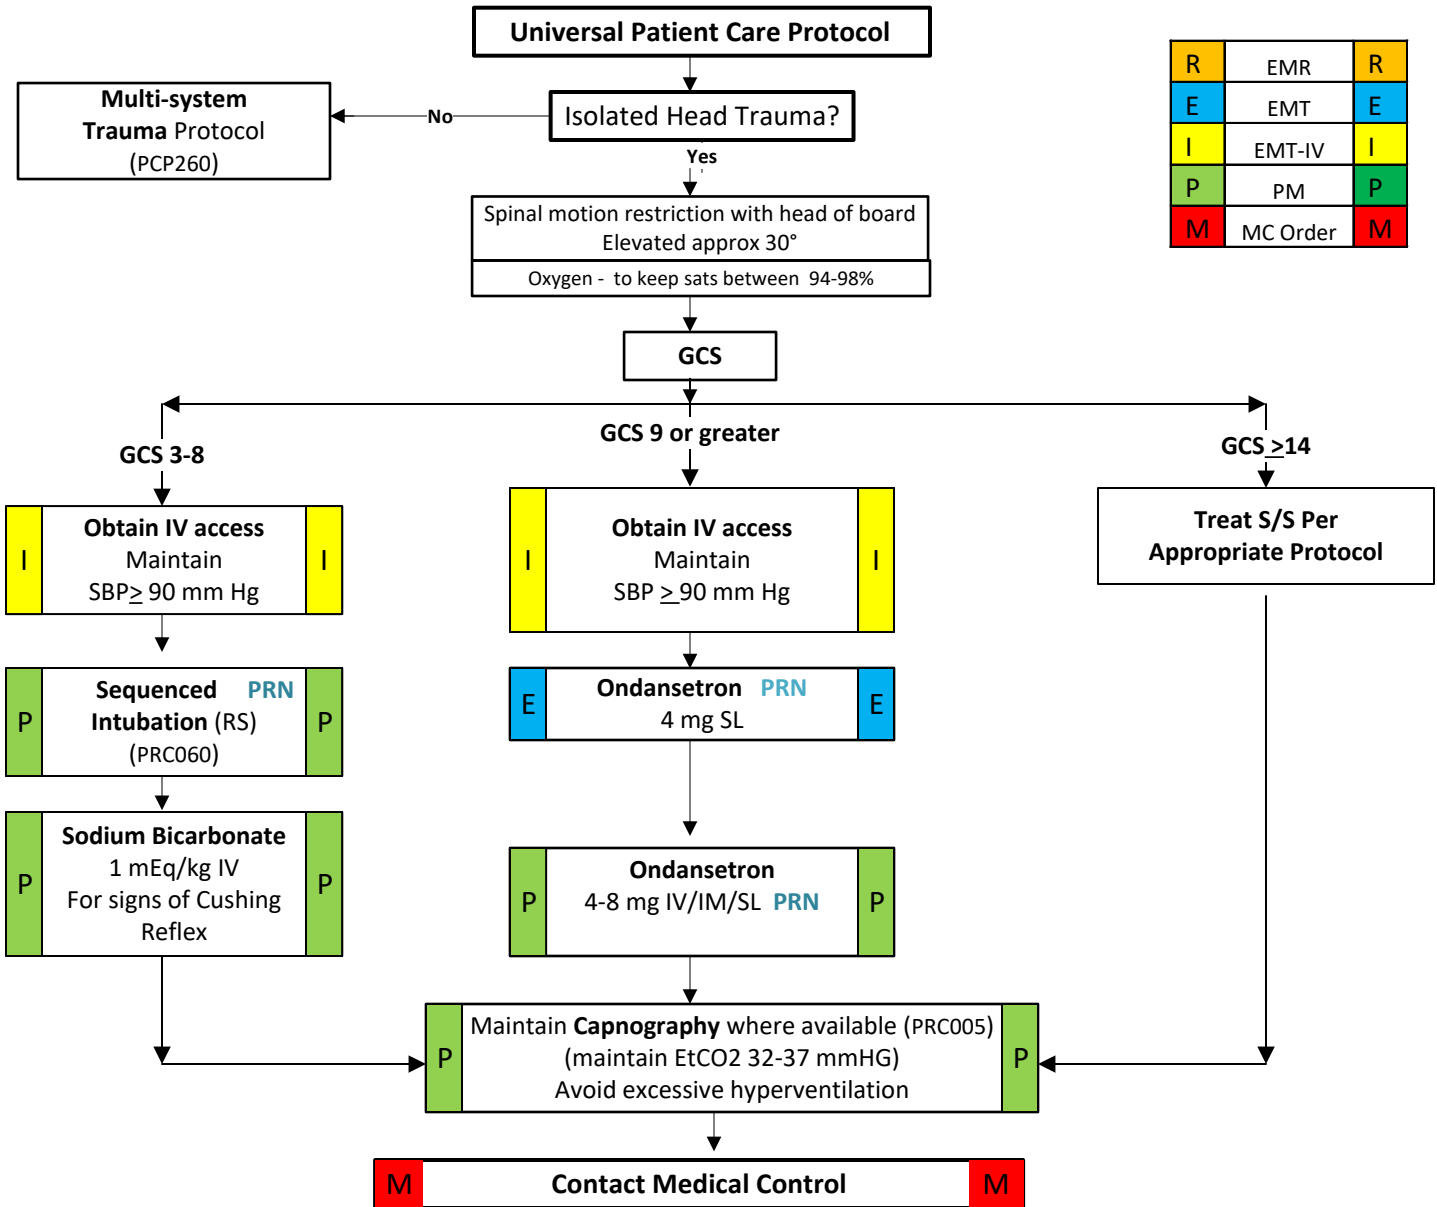 Universal Patient Care Protocol
R EMR R
E EMT E
I EMT-IV I
P PM P
M MC Order M
Multi-system
Trauma Protocol
(PCP260)
No
Isolated Head Trauma?
Yes
Spinal motion restriction with head of board
Elevated approx 30°
Oxygen - to keep sats between 94-98%
GCS
GCS 3-8
I
Obtain IV access
Maintain
SBP≥ 90 mm Hg
I
P
Sequenced PRN
Intubation (RS)
(PRC060)
P
P
Sodium Bicarbonate
1 mEq/kg IV
For signs of Cushing
Reflex
P
GCS 9 or greater
I
Obtain IV access
Maintain
SBP ≥ 90 mm Hg
I
E
Ondansetron PRN
4 mg SL
E
P
Ondansetron
4-8 mg IV/IM/SL PRN
P
GCS ≥14
Treat S/S Per
Appropriate Protocol
P
Maintain Capnography where available (PRC005)
(maintain EtCO2 32-37 mmHG)
Avoid excessive hyperventilation
P
M Contact Medical Control M